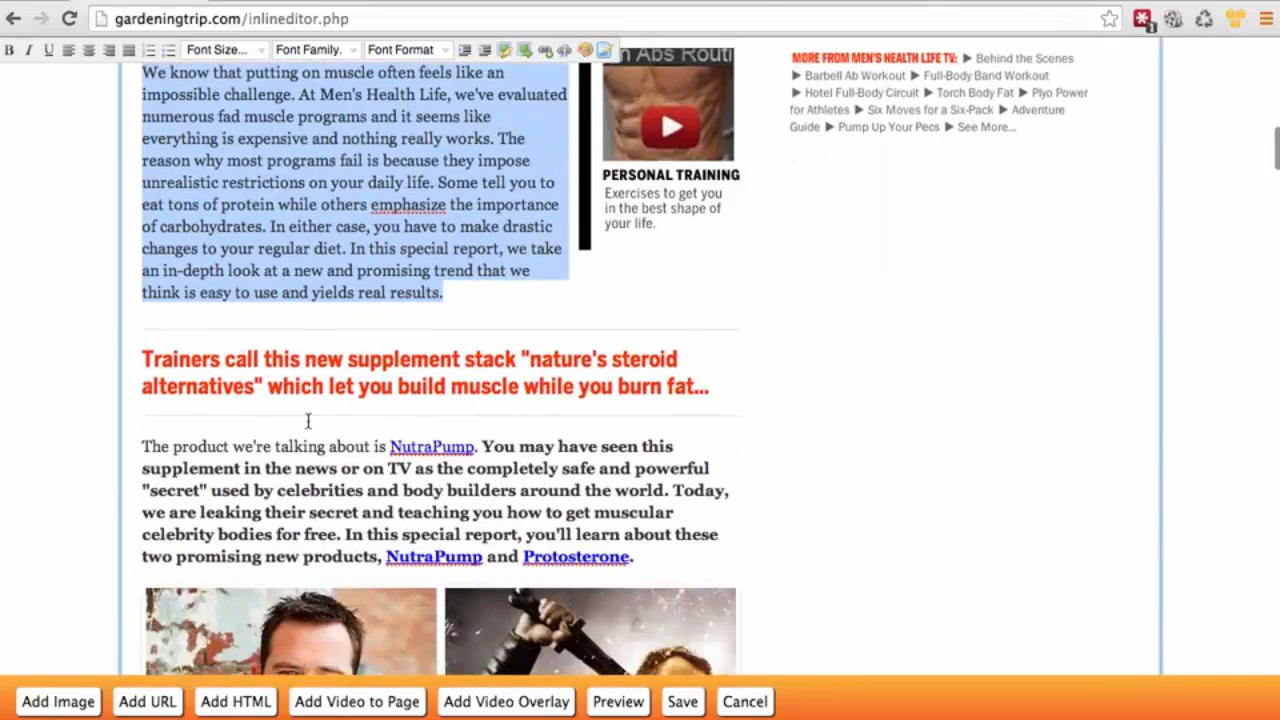 gardeningtrip.com/inlineditor.php
1
B I U Font Size... Font Family. Font Format
n Abs Routi
We know that putting on muscle often feels like an
impossible challenge. At Men's Health Life, we've evaluated
numerous fad muscle programs and it seems like
everything is expensive and nothing really works. The
reason why most programs fail is because they impose
unrealistic restrictions on your daily life. Some tell you to
eat tons of protein while others emphasize the importance
of carbohydrates. In either case, you have to make drastic
changes to your regular diet. In this special report, we take
an in-depth look at a new and promising trend that we
think is easy to use and yields real results.
PERSONAL TRAINING
Exercises to get you
in the best shape of
your life.
MORE FROM MEN'S HEALTH LIFE TV: ▶ Behind the Scenes
▶ Barbell Ab Workout ▶ Full-Body Band Workout
▶ Hotel Full-Body Circuit ▶ Torch Body Fat ▶ Plyo Power
for Athletes ▶ Six Moves for a Six-Pack ▶ Adventure
Guide ▶ Pump Up Your Pecs ▶ See More...
Trainers call this new supplement stack "nature's steroid
alternatives" which let you build muscle while you burn fat...
The product we're talking about is NutraPump. You may have seen this
supplement in the news or on TV as the completely safe and powerful
"secret" used by celebrities and body builders around the world. Today,
we are leaking their secret and teaching you how to get muscular
celebrity bodies for free. In this special report, you'll learn about these
two promising new products, NutraPump and Protosterone.
Add Image Add URL Add HTML Add Video to Page Add Video Overlay Preview Save Cancel